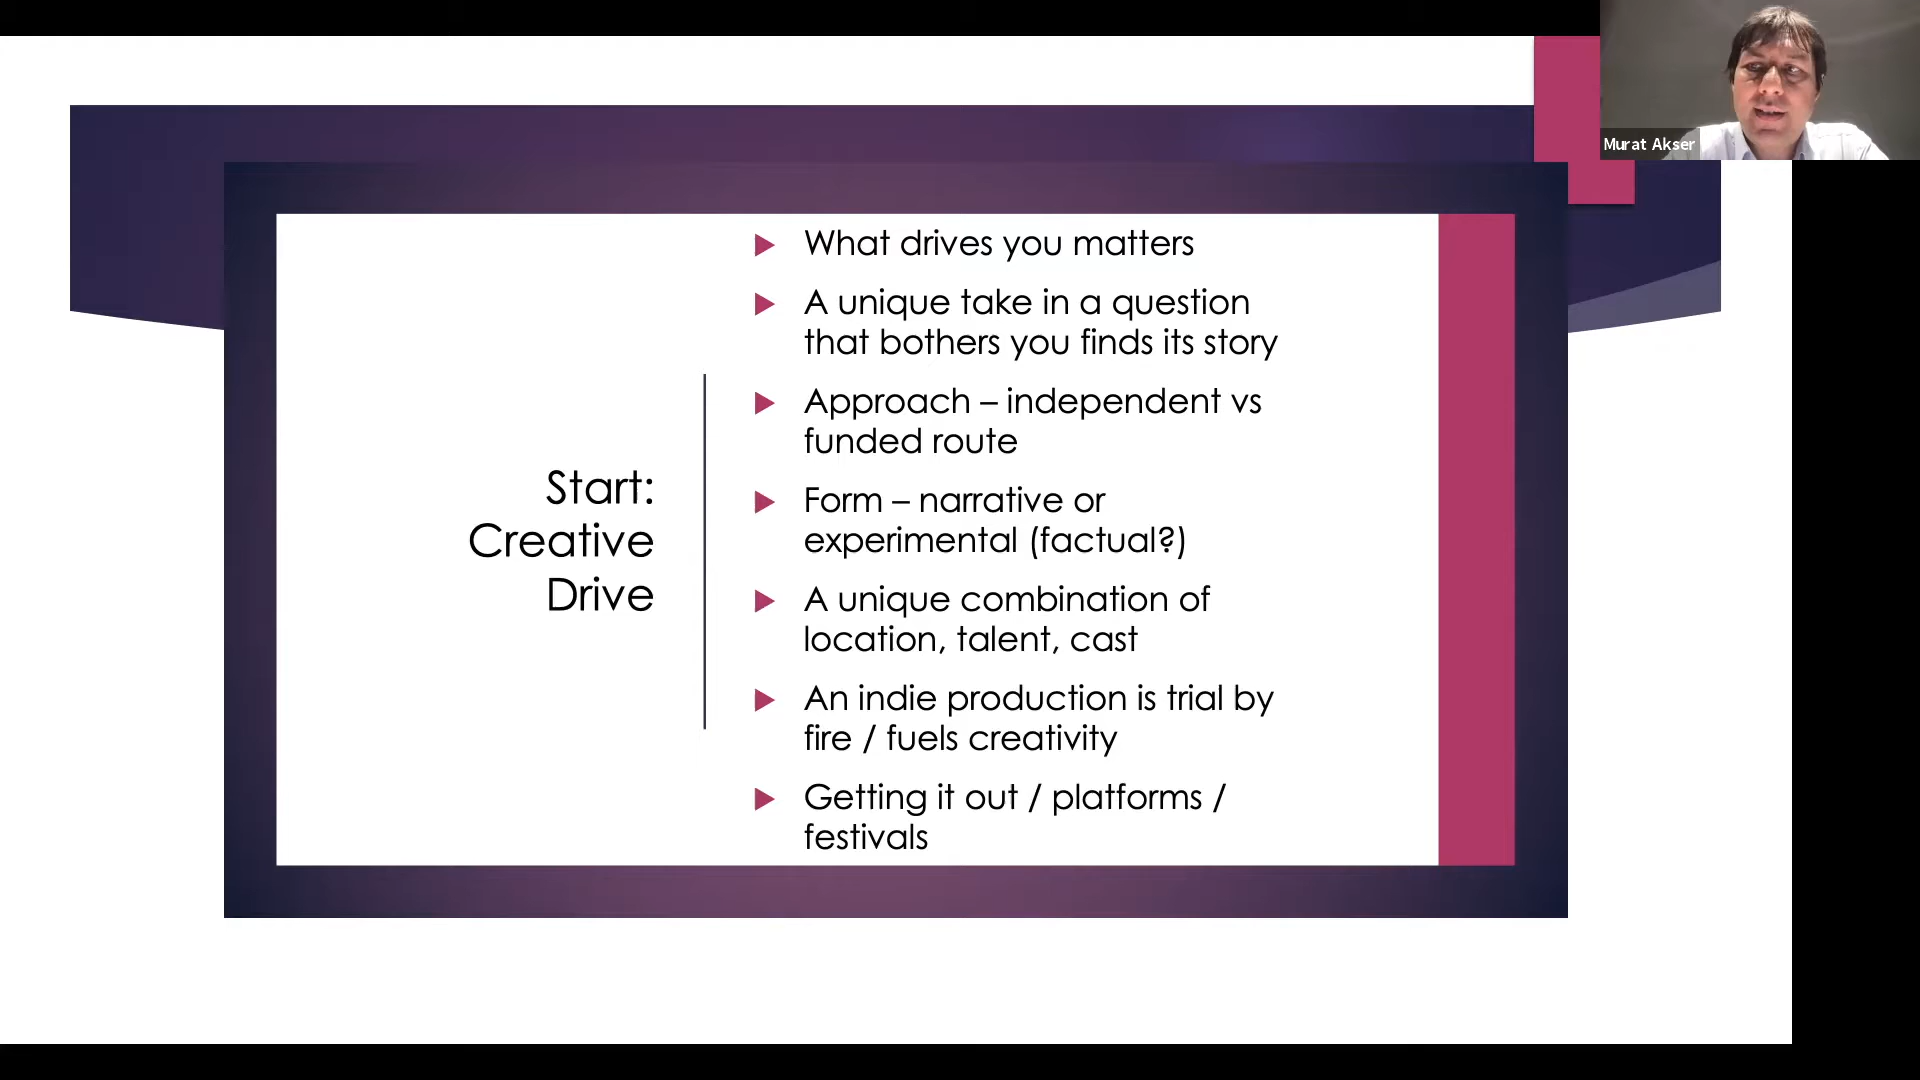 Murat Akser
Start:
Creative
Drive
What drives you matters
A unique take in a question
that bothers you finds its story
Approach – independent vs
funded route
Form – narrative or
experimental (factual?)
A unique combination of
location, talent, cast
An indie production is trial by
fire / fuels creativity
Getting it out / platforms /
festivals